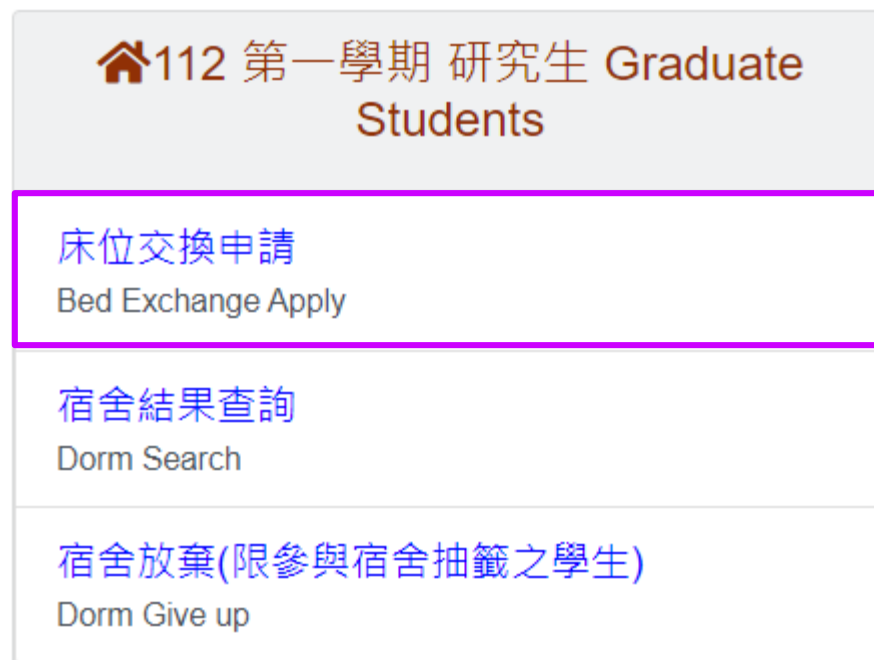 112 第一學期 研究生 Graduate
Students
床位交換申請
Bed Exchange Apply
宿舍結果查詢
Dorm Search
宿舍放棄(限參與宿舍抽籤之學生)
Dorm Give up